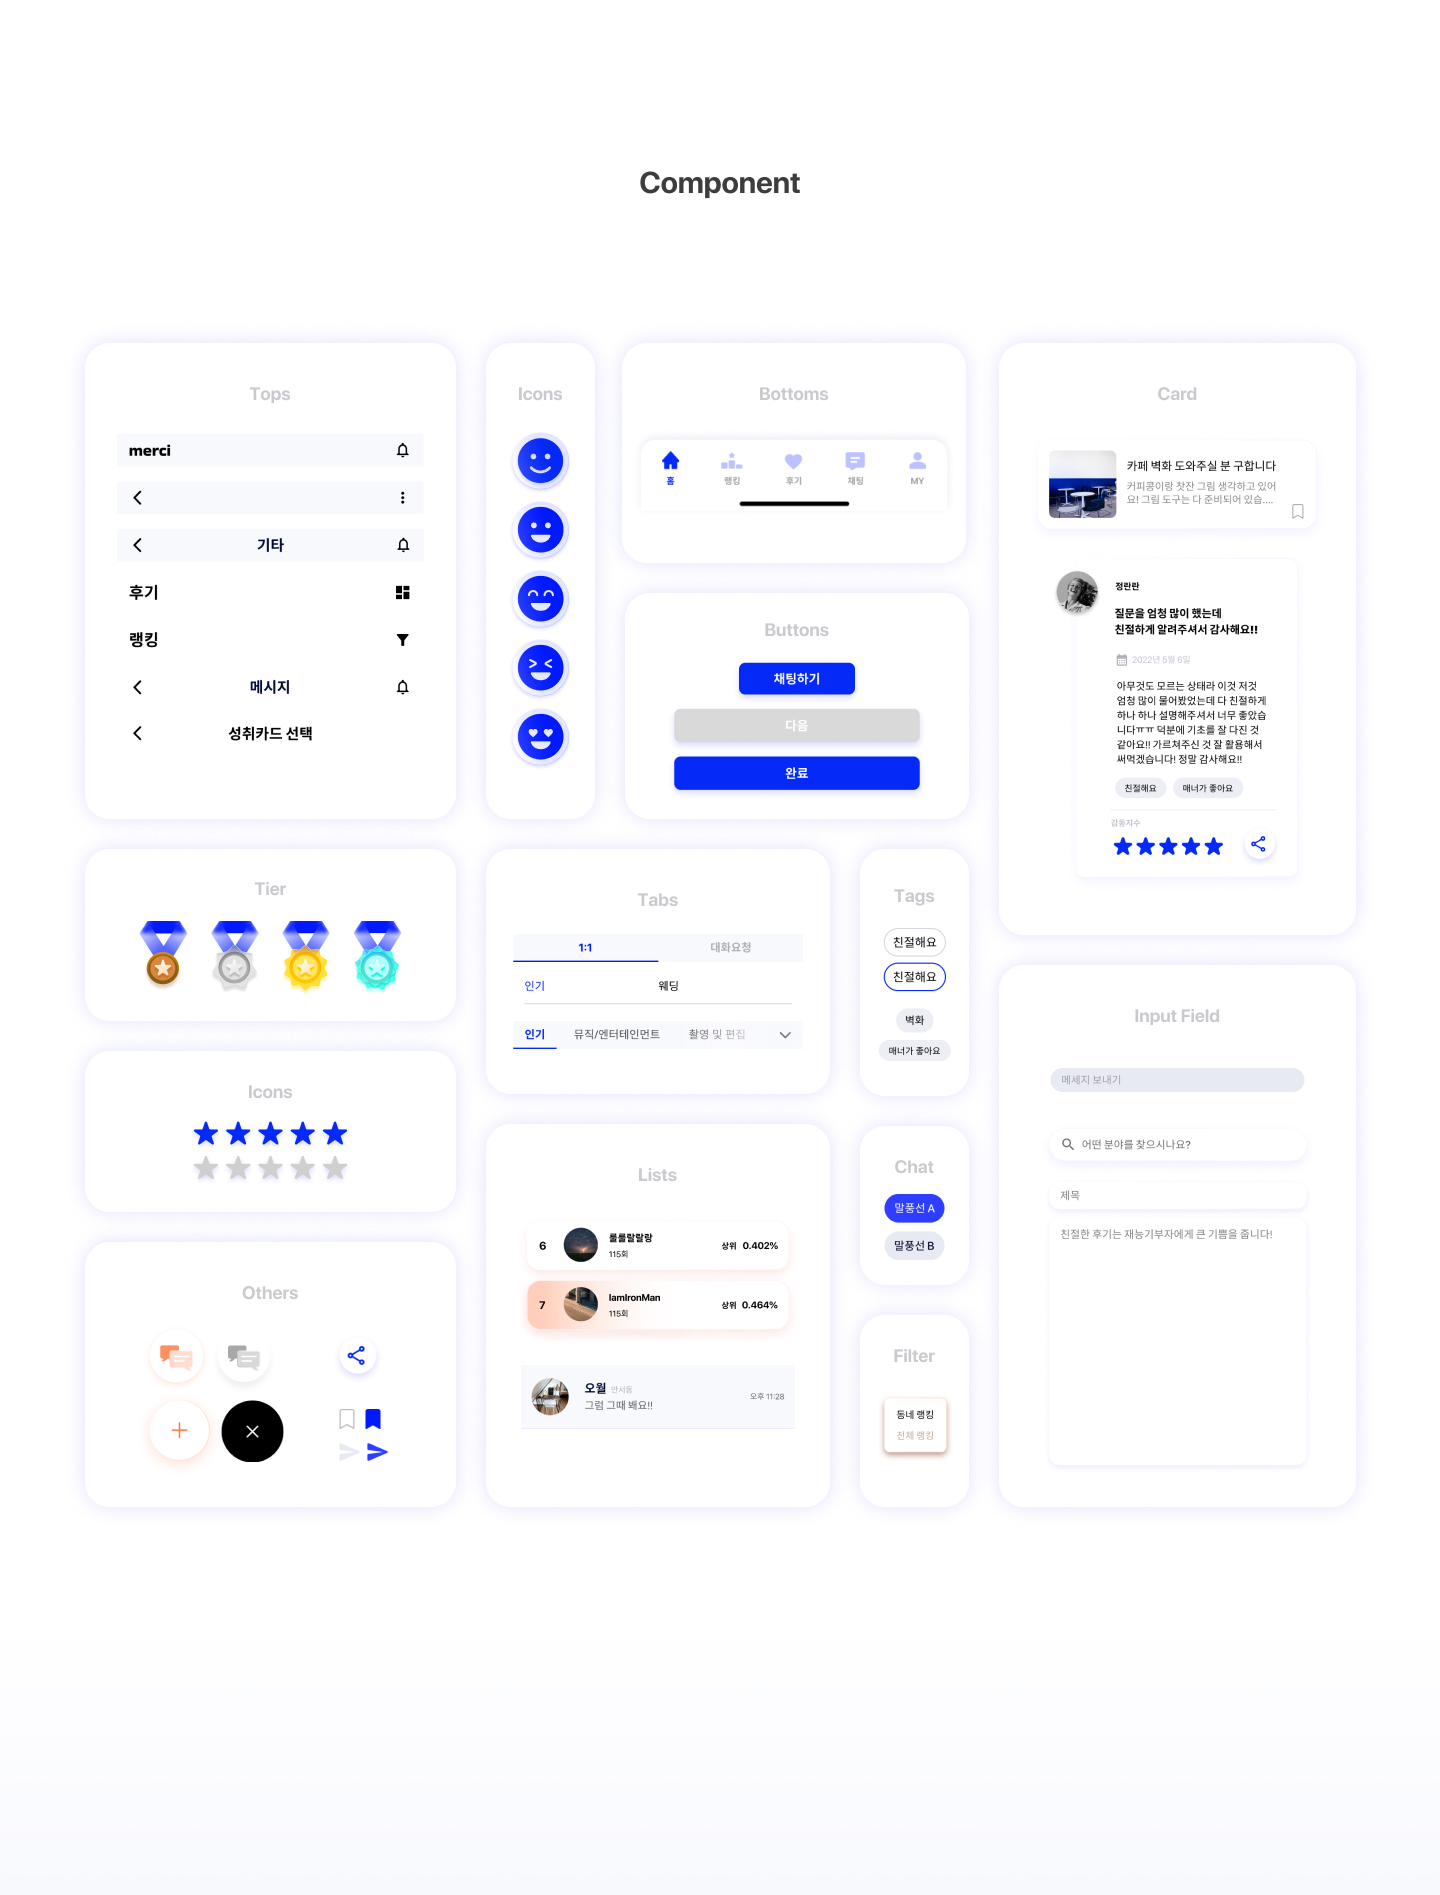 Component
Tops
merci
기타
후기
랭킹
메시지
성취카드 선택
Icons
Bottoms
홈
랭킹
후기
채팅
MY
Buttons
채팅하기
다음
완료
Card
카페 벽화 도와주실 분 구합니다
커피콩이랑 찻잔 그림 생각하고 있어
요! 그림 도구는 다 준비되어 있습....
정란란
질문을 엄청 많이 했는데
친절하게 알려주셔서 감사해요!!
2022년 5월 6일
아무것도 모르는 상태라 이것 저것
엄청 많이 물어봤었는데 다 친절하게
하나 하나 설명해주셔서 너무 좋았습
니다ㅠㅠ 덕분에 기초를 잘 다진 것
같아요!! 가르쳐주신 것 잘 활용해서
써먹겠습니다! 정말 감사해요!!
친절해요
매너가 좋아요
감동지수
Tier
Icons
Others
Tabs
1:1
대화요청
인기
웨딩
인기
뮤직/엔터테인먼트
촬영 및 편집
Lists
6
룰룰랄랄랑
115회
상위 0.402%
7
IamIronMan
115회
상위 0.464%
오월 안서동
그럼 그때 봬요!!
오후 11:28
Tags
친절해요
친절해요
벽화
매너가 좋아요
Chat
말풍선 A
말풍선 B
Filter
동네 랭킹
전체 랭킹
Input Field
메세지 보내기
어떤 분야를 찾으시나요?
제목
친절한 후기는 재능기부자에게 큰 기쁨을 줍니다!